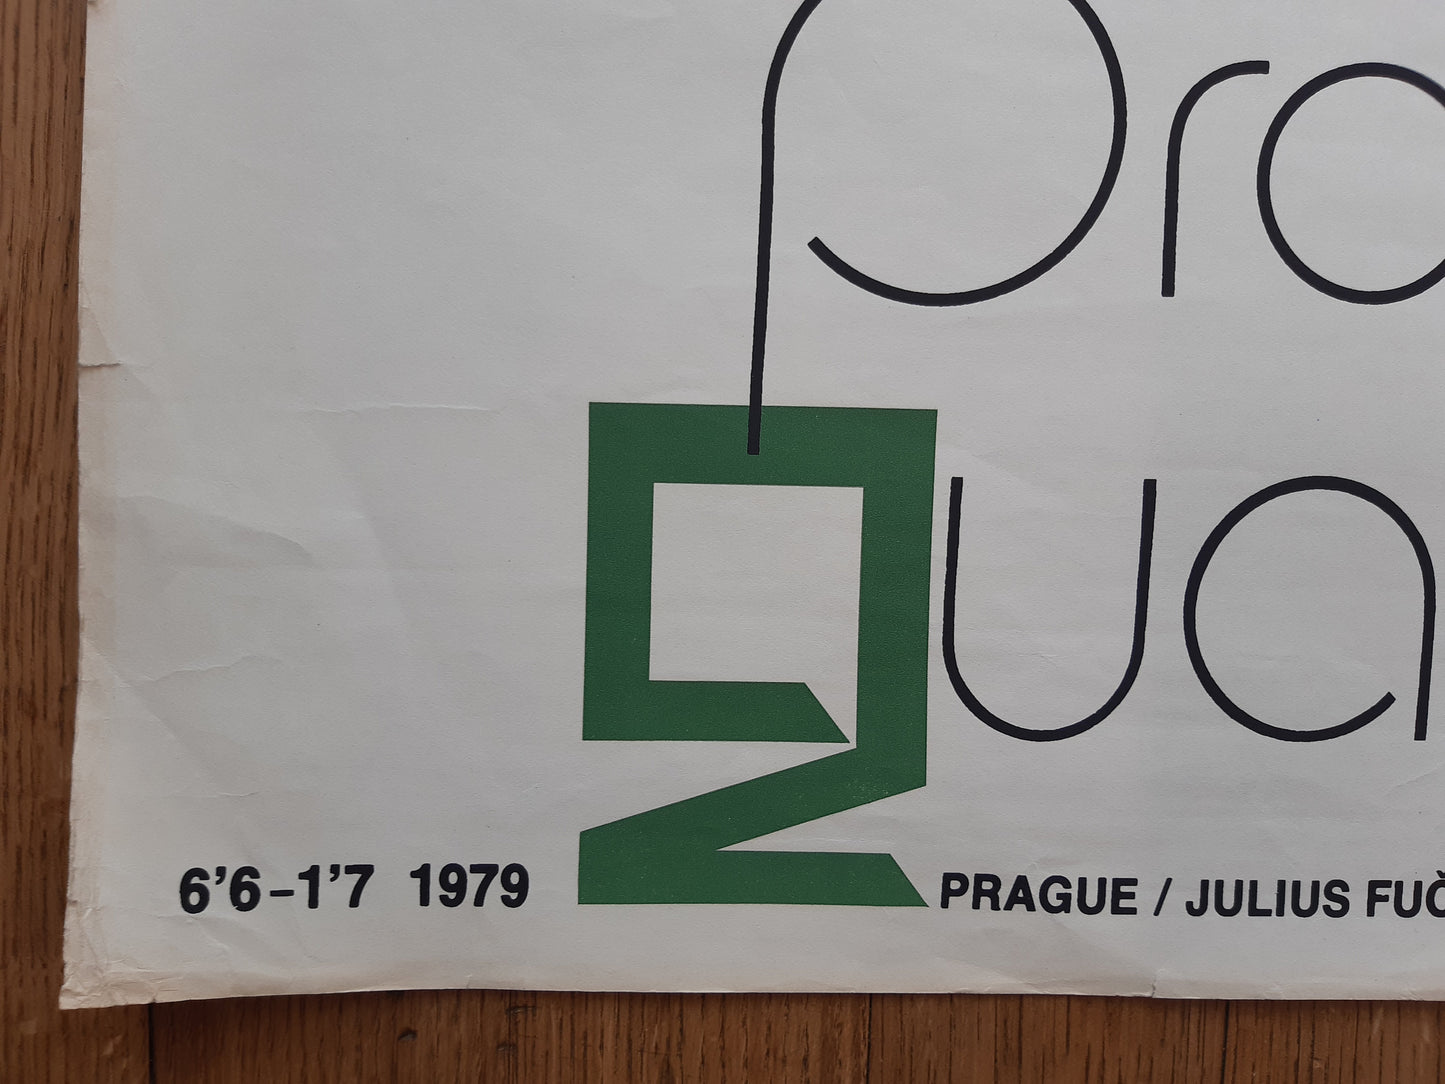 Pra
Qua
6’6–1’7 1979 PRAGUE / JULIUS FUČ